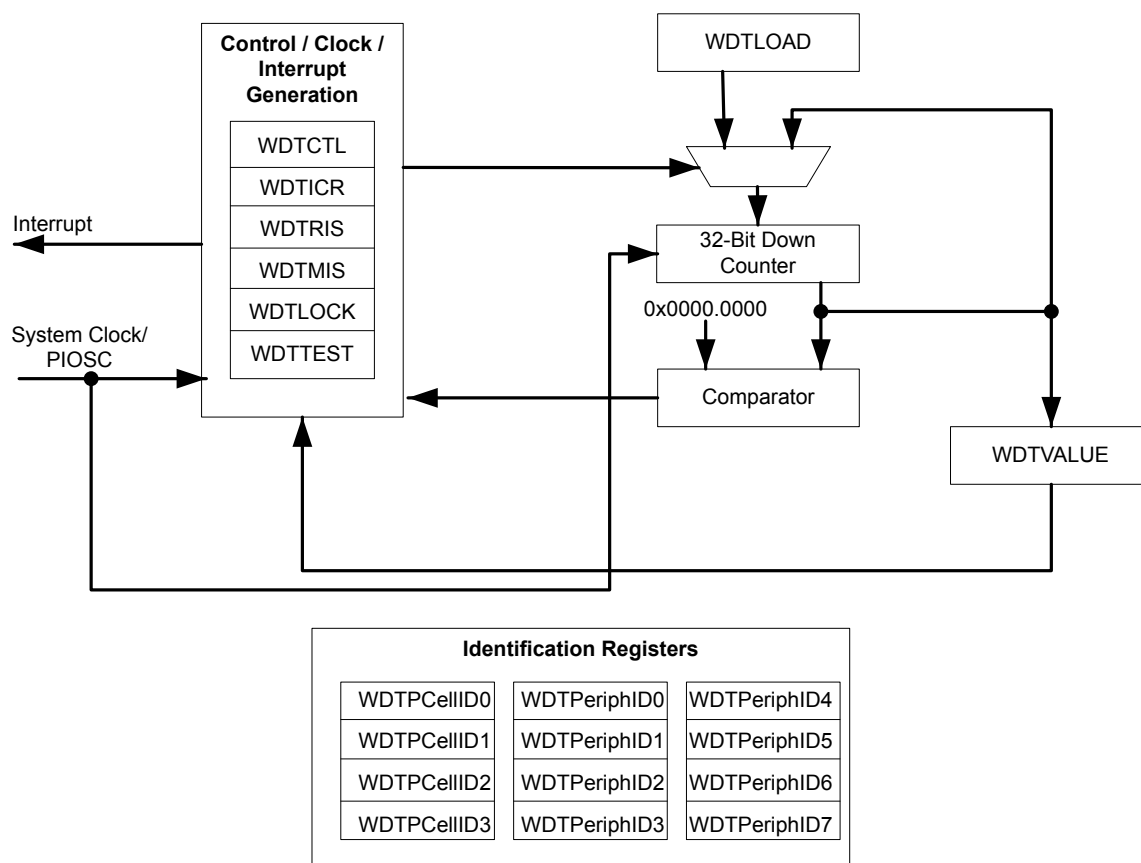 Control / Clock /
Interrupt
Generation
WDTCTL
WDTICR
WDTRIS
WDTMIS
WDTLOCK
WDTTEST
Interrupt
System Clock/
PIOSC
WDTLOAD
32-Bit Down
Counter
0x0000.0000
Comparator
WDTVALUE
Identification Registers
WDTPCellID0
WDTPCellID1
WDTPCellID2
WDTPCellID3
WDTPeriphID0
WDTPeriphID1
WDTPeriphID2
WDTPeriphID3
WDTPeriphID4
WDTPeriphID5
WDTPeriphID6
WDTPeriphID7